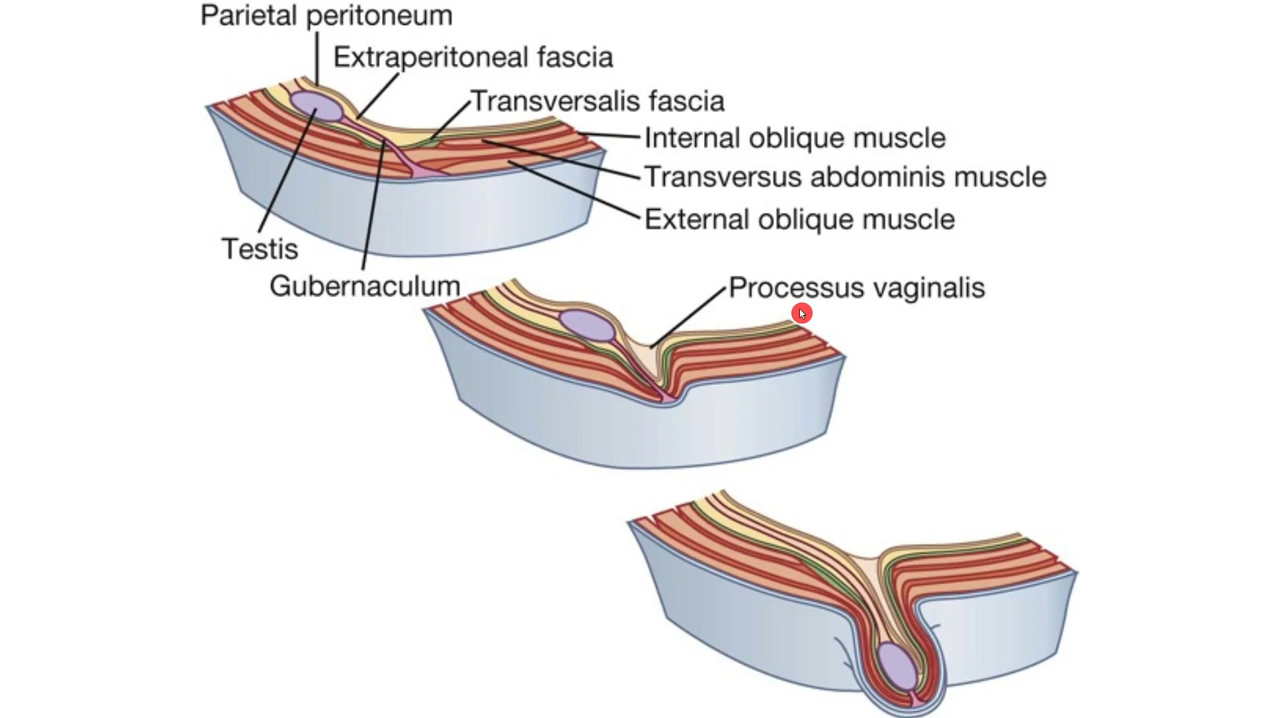 Parietal peritoneum
Extraperitoneal fascia
Transversalis fascia
Internal oblique muscle
Transversus abdominis muscle
External oblique muscle
Testis
Gubernaculum
Processus vaginalis